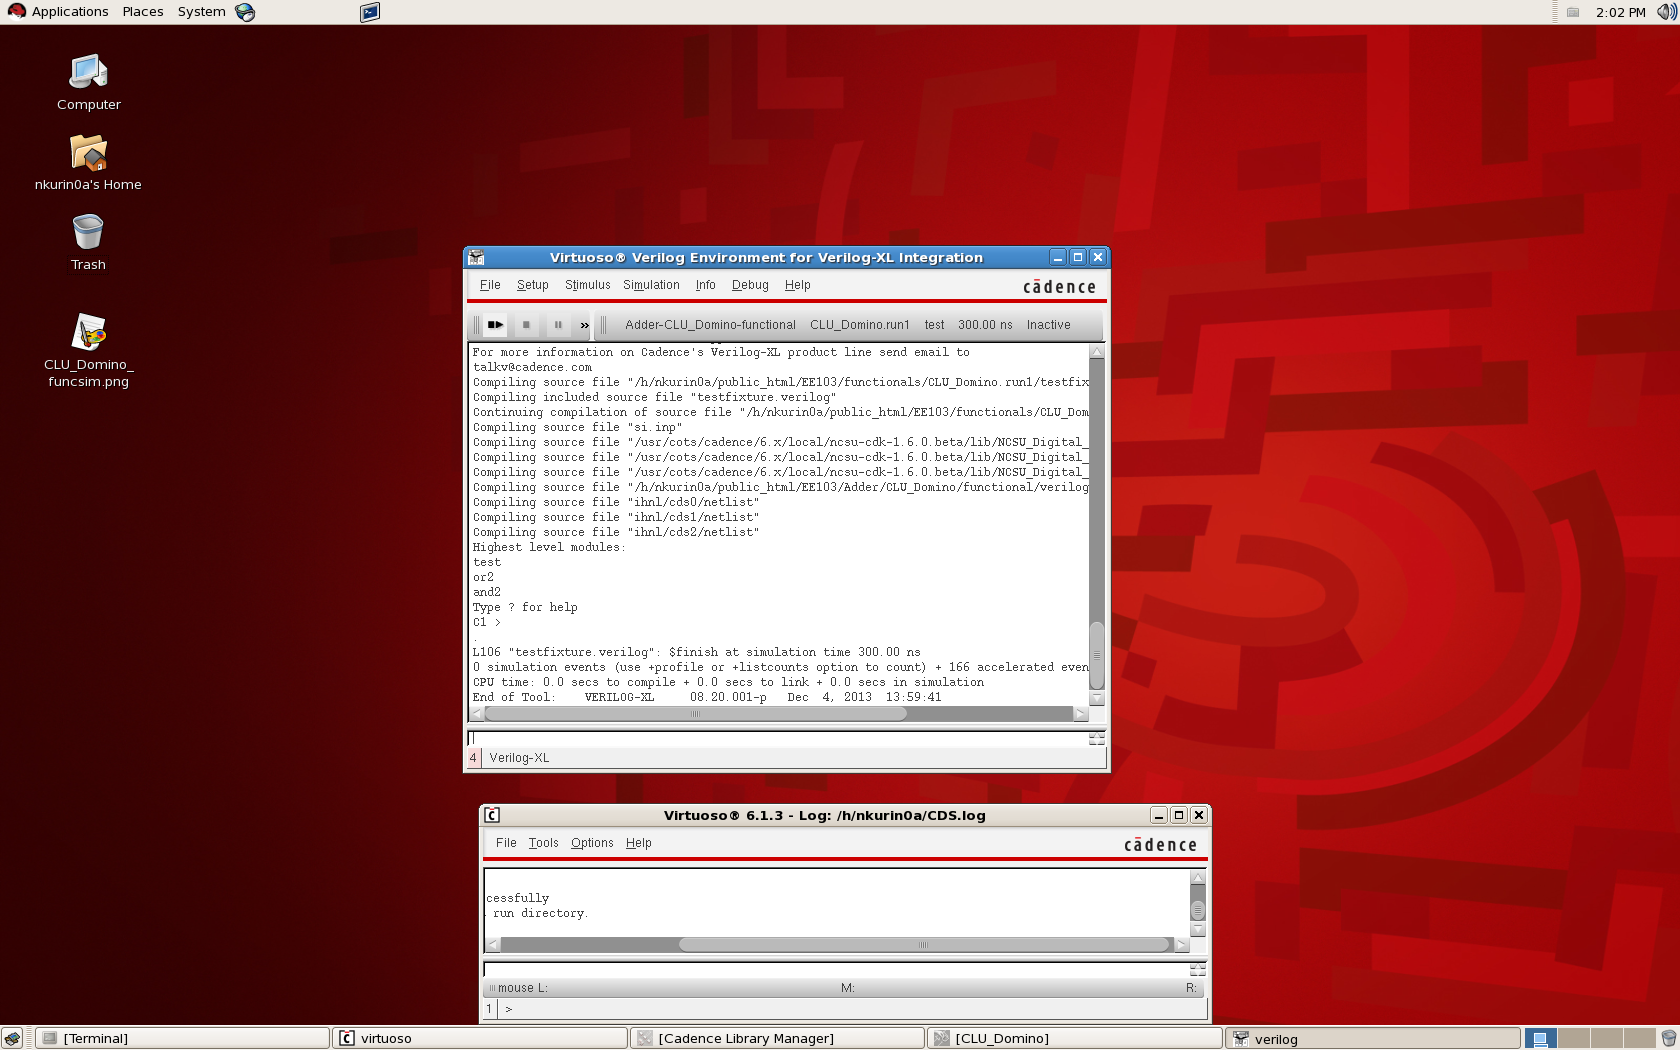 Applications Places System
2:02 PM
Computer
nkurin0a's Home
Trash
CLU_Domino_
funcsim.png
Virtuoso® Verilog Environment for Verilog-XL Integration
File Setup Stimulus Simulation Info Debug Help
cādence
» Adder-CLU_Domino-functional CLU_Domino.run1 test 300.00 ns Inactive
For more information on Cadence's Verilog-XL product line send email to
talkv@cadence.com
Compiling source file "/h/nkurin0a/public_html/EE103/functionals/CLU_Domino.run1/testfix
Compiling included source file "testfixture.verilog"
Continuing compilation of source file "/h/nkurin0a/public_html/EE103/functionals/CLU_Dom
Compiling source file "si.inp"
Compiling source file "/usr/cots/cadence/6.x/local/ncsu-cdk-1.6.0.beta/lib/NCSU_Digital_
Compiling source file "/usr/cots/cadence/6.x/local/ncsu-cdk-1.6.0.beta/lib/NCSU_Digital_
Compiling source file "/usr/cots/cadence/6.x/local/ncsu-cdk-1.6.0.beta/lib/NCSU_Digital_
Compiling source file "/h/nkurin0a/public_html/EE103/Adder/CLU_Domino/functional/verilog
Compiling source file "ihnl/cds0/netlist"
Compiling source file "ihnl/cds1/netlist"
Compiling source file "ihnl/cds2/netlist"
Highest level modules:
test
or2
and2
Type ? for help
C1 >
.
L106 "testfixture.verilog": $finish at simulation time 300.00 ns
0 simulation events (use +profile or +listcounts option to count) + 166 accelerated even
CPU time: 0.0 secs to compile + 0.0 secs to link + 0.0 secs in simulation
End of Tool: VERILOG-XL 08.20.001-p Dec 4, 2013 13:59:41
4 Verilog-XL
Virtuoso® 6.1.3 - Log: /h/nkurin0a/CDS.log
File Tools Options Help
cādence
cessfully
run directory.
mouse L: M: R:
1 >
[Terminal] virtuoso [Cadence Library Manager] [CLU_Domino] verilog